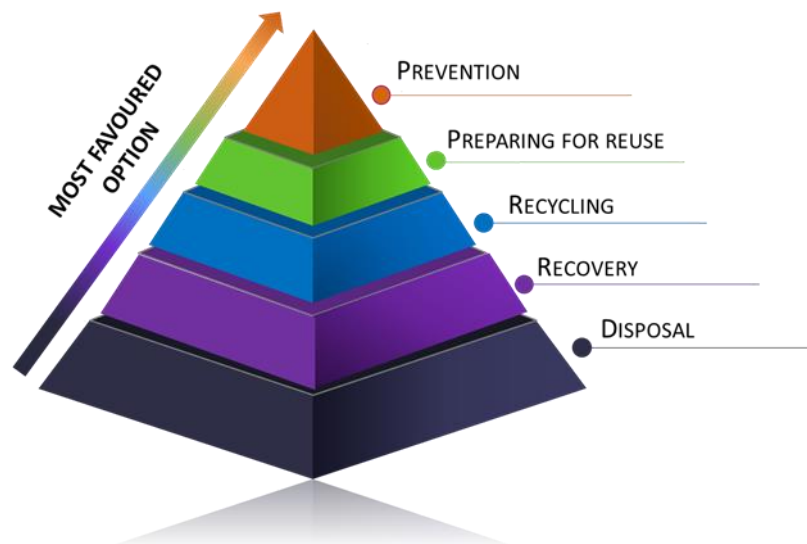 MOST FAVOURED
OPTION
PREVENTION
PREPARING FOR REUSE
RECYCLING
RECOVERY
DISPOSAL